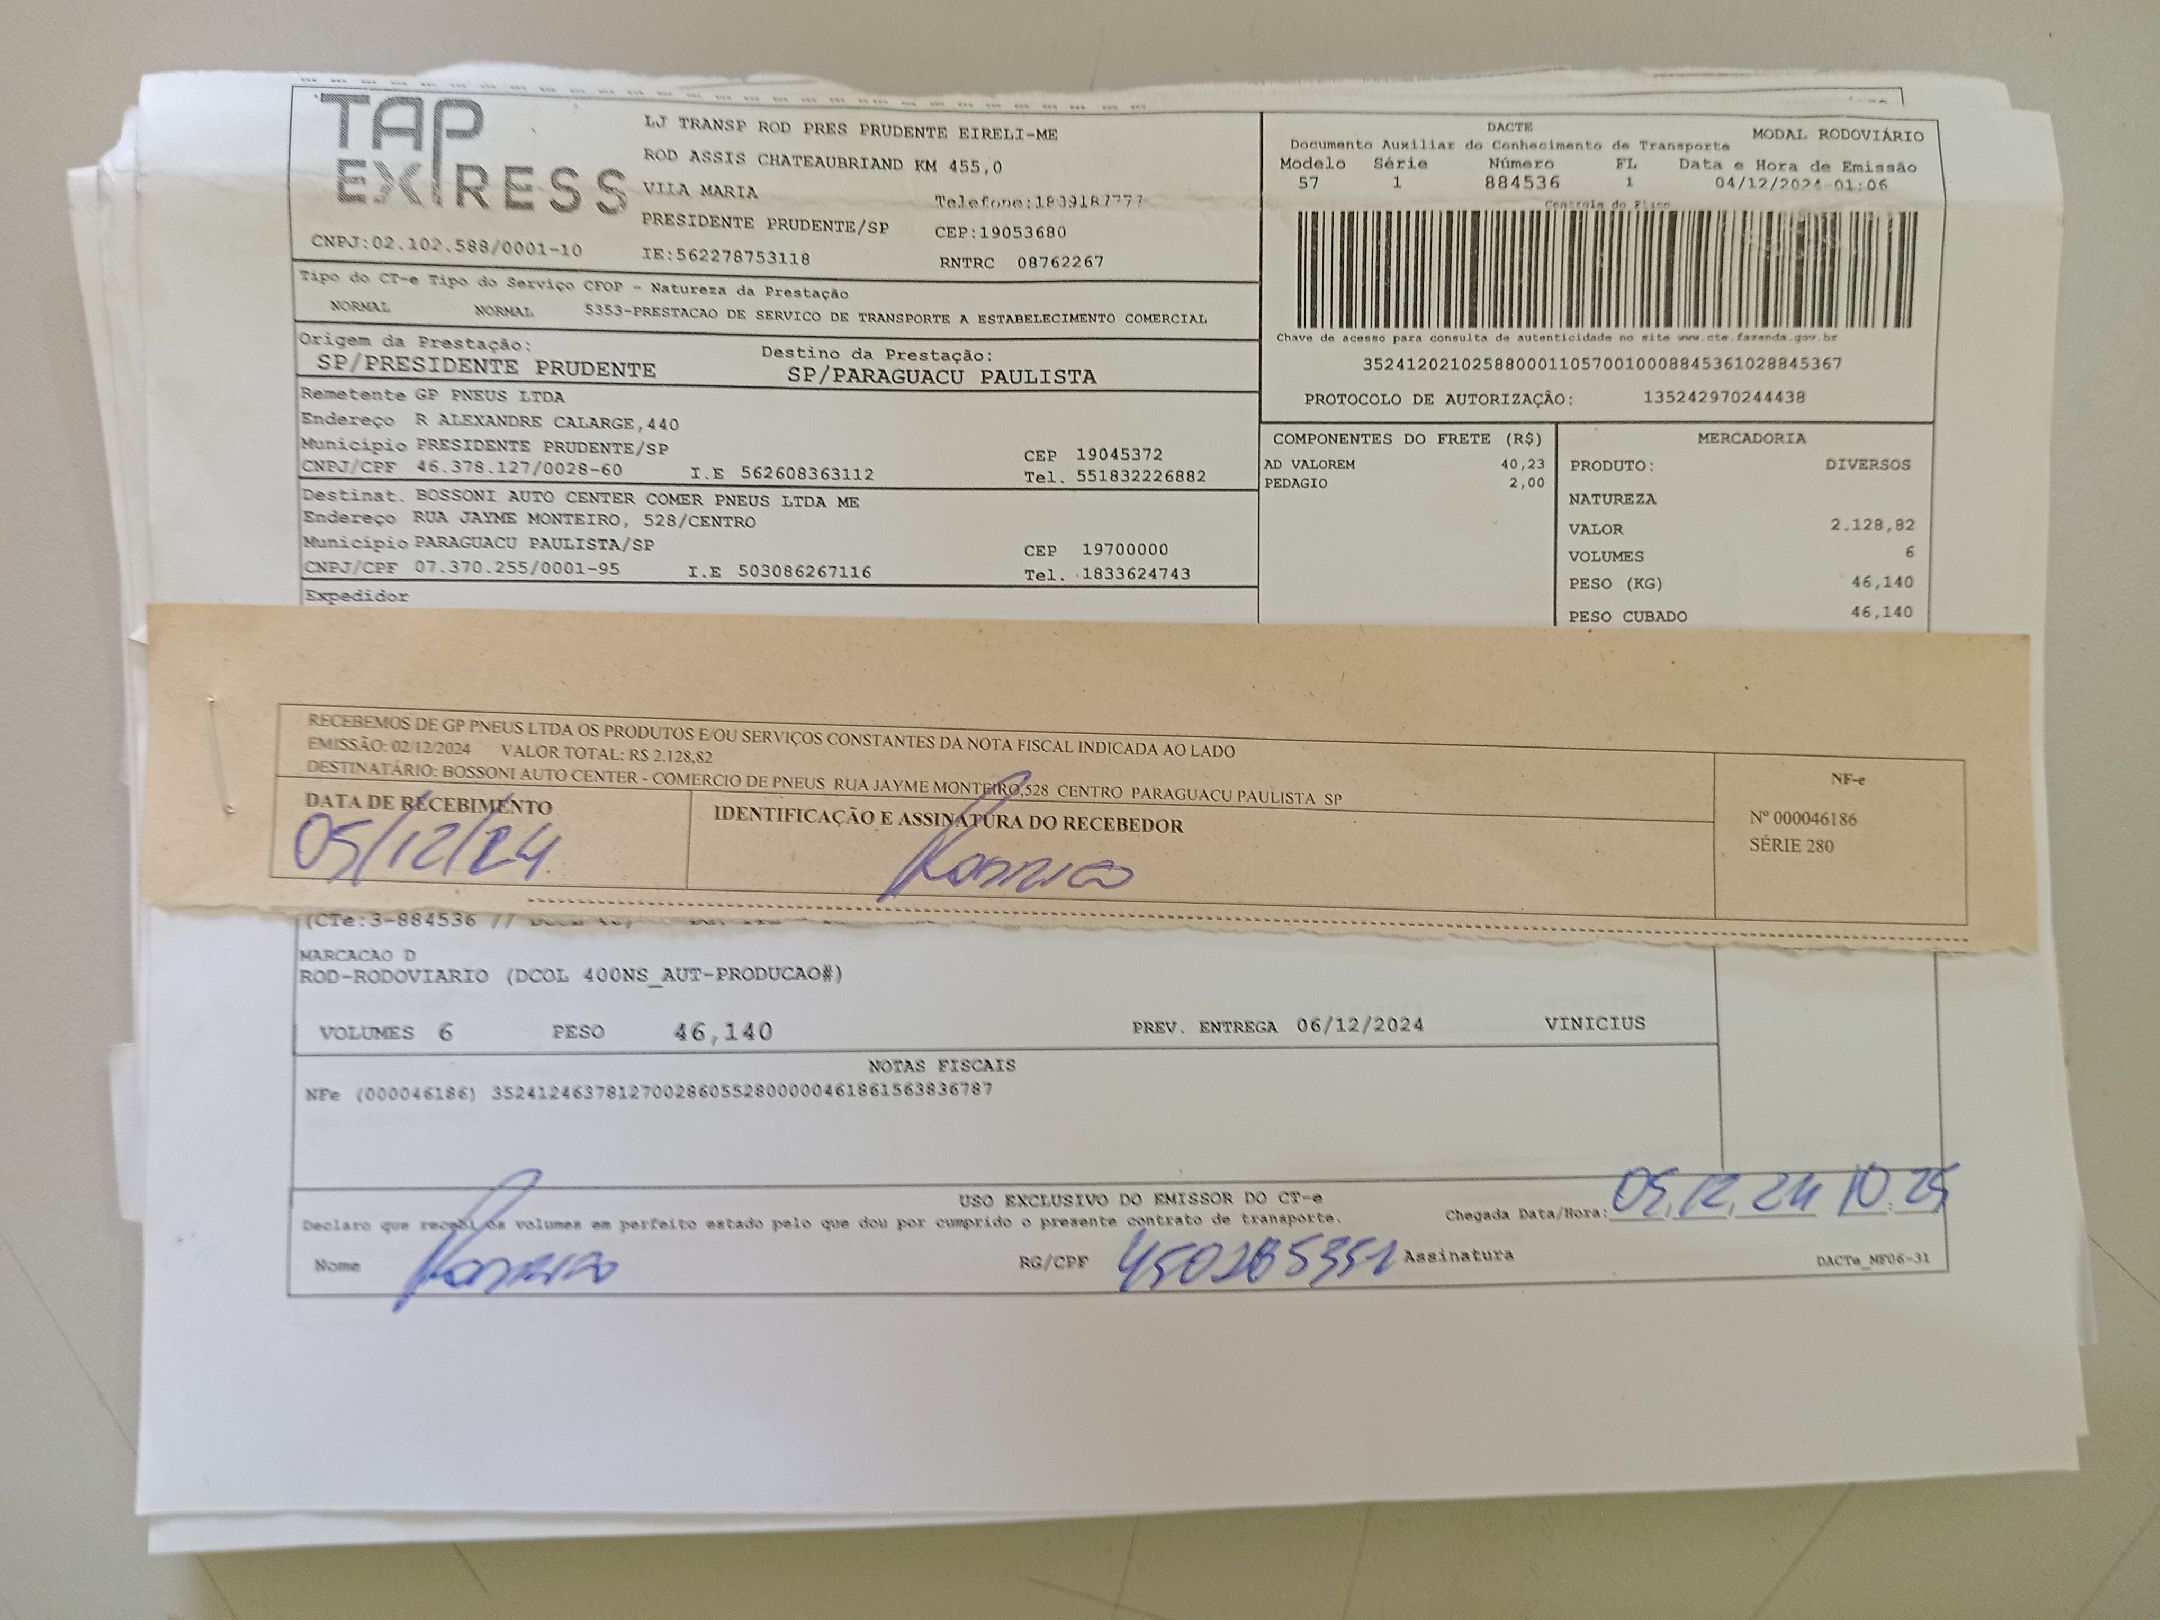 TAP EXPRESS
LJ TRANSP ROD PRES PRUDENTE EIRELI-ME
ROD ASSIS CHATEAUBRIAND KM 455,0
VILA MARIA
Telefone:1839187777
PRESIDENTE PRUDENTE/SP
CEP:19053680
CNPJ:02.102.588/0001-10
IE:562278753118
RNTRC 08762267
DACTE
MODAL RODOVIÁRIO
Documento Auxiliar do Conhecimento de Transporte
Modelo Série Número FL Data e Hora de Emissão
57 1 884536 1 04/12/2024 01:06
Controle do Fisco
Chave de acesso para consulta de autenticidade no site www.cte.fazenda.gov.br
35241202102588000110570010008845361028845367
PROTOCOLO DE AUTORIZAÇÃO: 135242970244438
Tipo do CT-e Tipo do Serviço CFOP - Natureza da Prestação
NORMAL NORMAL 5353-PRESTACAO DE SERVICO DE TRANSPORTE A ESTABELECIMENTO COMERCIAL
Origem da Prestação: Destino da Prestação:
SP/PRESIDENTE PRUDENTE SP/PARAGUACU PAULISTA
Remetente GP PNEUS LTDA
Endereço R ALEXANDRE CALARGE,440
Município PRESIDENTE PRUDENTE/SP CEP 19045372
CNPJ/CPF 46.378.127/0028-60 I.E 562608363112 Tel. 551832226882
Destinat. BOSSONI AUTO CENTER COMER PNEUS LTDA ME
Endereço RUA JAYME MONTEIRO, 528/CENTRO
Município PARAGUACU PAULISTA/SP CEP 19700000
CNPJ/CPF 07.370.255/0001-95 I.E 503086267116 Tel. 1833624743
Expedidor
COMPONENTES DO FRETE (R$)
AD VALOREM 40,23
PEDAGIO 2,00
MERCADORIA
PRODUTO: DIVERSOS
NATUREZA
VALOR 2.128,82
VOLUMES 6
PESO (KG) 46,140
PESO CUBADO 46,140
RECEBEMOS DE GP PNEUS LTDA OS PRODUTOS E/OU SERVIÇOS CONSTANTES DA NOTA FISCAL INDICADA AO LADO
EMISSÃO: 02/12/2024 VALOR TOTAL: R$ 2.128,82
DESTINATÁRIO: BOSSONI AUTO CENTER - COMERCIO DE PNEUS RUA JAYME MONTEIRO,528 CENTRO PARAGUACU PAULISTA SP
DATA DE RECEBIMENTO
05/12/24
IDENTIFICAÇÃO E ASSINATURA DO RECEBEDOR
NF-e
Nº 000046186
SÉRIE 280
(CTe:3-884536 //
MARCACAO D
ROD-RODOVIARIO (DCOL 400NS_AUT-PRODUCAO#)
VOLUMES 6 PESO 46,140 PREV. ENTREGA 06/12/2024 VINICIUS
NOTAS FISCAIS
NFe (000046186) 35241246378127002860552800000461861563836787
USO EXCLUSIVO DO EMISSOR DO CT-e
Declaro que recebi os volumes em perfeito estado pelo que dou por cumprido o presente contrato de transporte.
Chegada Data/Hora: 05.12.24 10:25
Nome
RG/CPF 450285351 Assinatura
DACTe_MF06-31